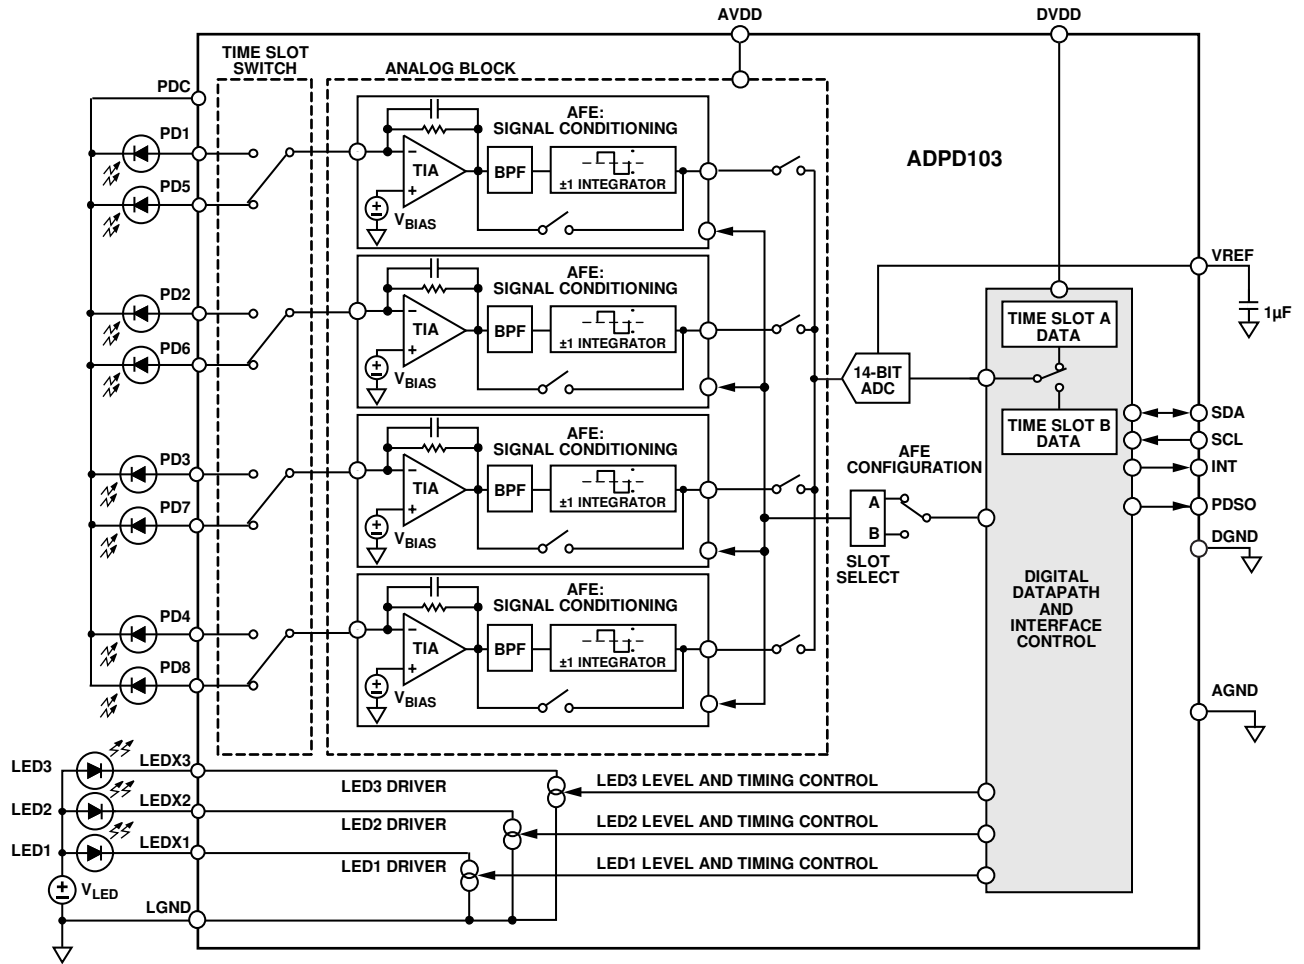 AVDD
DVDD
TIME SLOT
SWITCH
ANALOG BLOCK
PDC
PD1
PD5
PD2
PD6
PD3
PD7
PD4
PD8
AFE:
SIGNAL CONDITIONING
−
TIA
+
VBIAS
BPF
±1 INTEGRATOR
AFE:
SIGNAL CONDITIONING
−
TIA
+
VBIAS
BPF
±1 INTEGRATOR
AFE:
SIGNAL CONDITIONING
−
TIA
+
VBIAS
BPF
±1 INTEGRATOR
AFE:
SIGNAL CONDITIONING
−
TIA
+
VBIAS
BPF
±1 INTEGRATOR
ADPD103
VREF
1µF
TIME SLOT A
DATA
14-BIT
ADC
TIME SLOT B
DATA
AFE
CONFIGURATION
A
B
SLOT
SELECT
SDA
SCL
INT
PDSO
DGND
DIGITAL
DATAPATH
AND
INTERFACE
CONTROL
AGND
LED3
LEDX3
LED3 DRIVER
LED3 LEVEL AND TIMING CONTROL
LED2
LEDX2
LED2 DRIVER
LED2 LEVEL AND TIMING CONTROL
LED1
LEDX1
LED1 DRIVER
LED1 LEVEL AND TIMING CONTROL
VLED
LGND